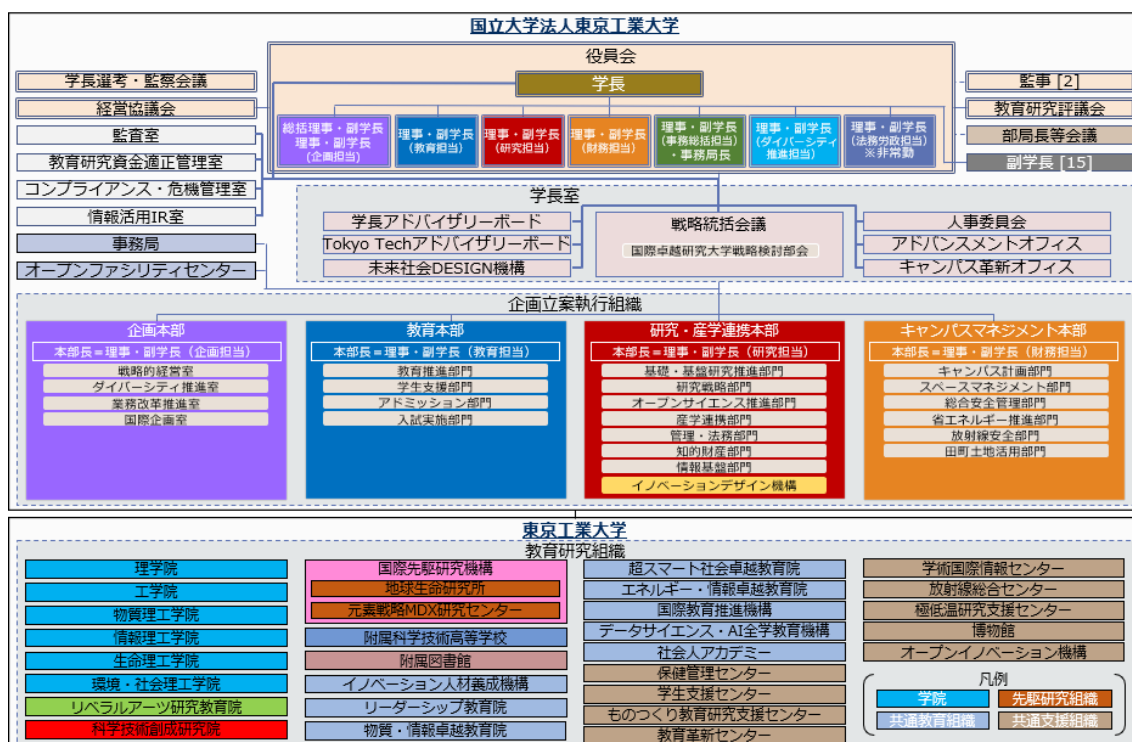 国立大学法人東京工業大学
役員会
学長
総括理事・副学長
理事・副学長
(企画担当)
理事・副学長
(教育担当)
理事・副学長
(研究担当)
理事・副学長
(財務担当)
理事・副学長
(事務総括担当)
・事務局長
理事・副学長
(ダイバーシティ
推進担当)
理事・副学長
(法務労政担当)
※非常勤
学長選考・監察会議
経営協議会
監査室
教育研究資金適正管理室
コンプライアンス・危機管理室
情報活用IR室
事務局
オープンファシリティセンター
監事 [2]
教育研究評議会
部局長等会議
副学長 [15]
学長室
学長アドバイザリーボード
Tokyo Techアドバイザリーボード
未来社会DESIGN機構
戦略統括会議
国際卓越研究大学戦略検討部会
人事委員会
アドバンスメントオフィス
キャンパス革新オフィス
企画立案執行組織
企画本部
本部長=理事・副学長(企画担当)
戦略的経営室
ダイバーシティ推進室
業務改革推進室
国際企画室
教育本部
本部長=理事・副学長(教育担当)
教育推進部門
学生支援部門
アドミッション部門
入試実施部門
研究・産学連携本部
本部長=理事・副学長(研究担当)
基礎・基盤研究推進部門
研究戦略部門
オープンサイエンス推進部門
産学連携部門
管理・法務部門
知的財産部門
情報基盤部門
イノベーションデザイン機構
キャンパスマネジメント本部
本部長=理事・副学長(財務担当)
キャンパス計画部門
スペースマネジメント部門
総合安全管理部門
省エネルギー推進部門
放射線安全部門
田町土地活用部門
東京工業大学
教育研究組織
理学院
工学院
物質理工学院
情報理工学院
生命理工学院
環境・社会理工学院
リベラルアーツ研究教育院
科学技術創成研究院
国際先駆研究機構
地球生命研究所
元素戦略MDX研究センター
附属科学技術高等学校
附属図書館
イノベーション人材養成機構
リーダーシップ教育院
物質・情報卓越教育院
超スマート社会卓越教育院
エネルギー・情報卓越教育院
国際教育推進機構
データサイエンス・AI全学教育機構
社会人アカデミー
保健管理センター
学生支援センター
ものつくり教育研究支援センター
教育革新センター
学術国際情報センター
放射線総合センター
極低温研究支援センター
博物館
オープンイノベーション機構
凡例
学院
先駆研究組織
共通教育組織
共通支援組織